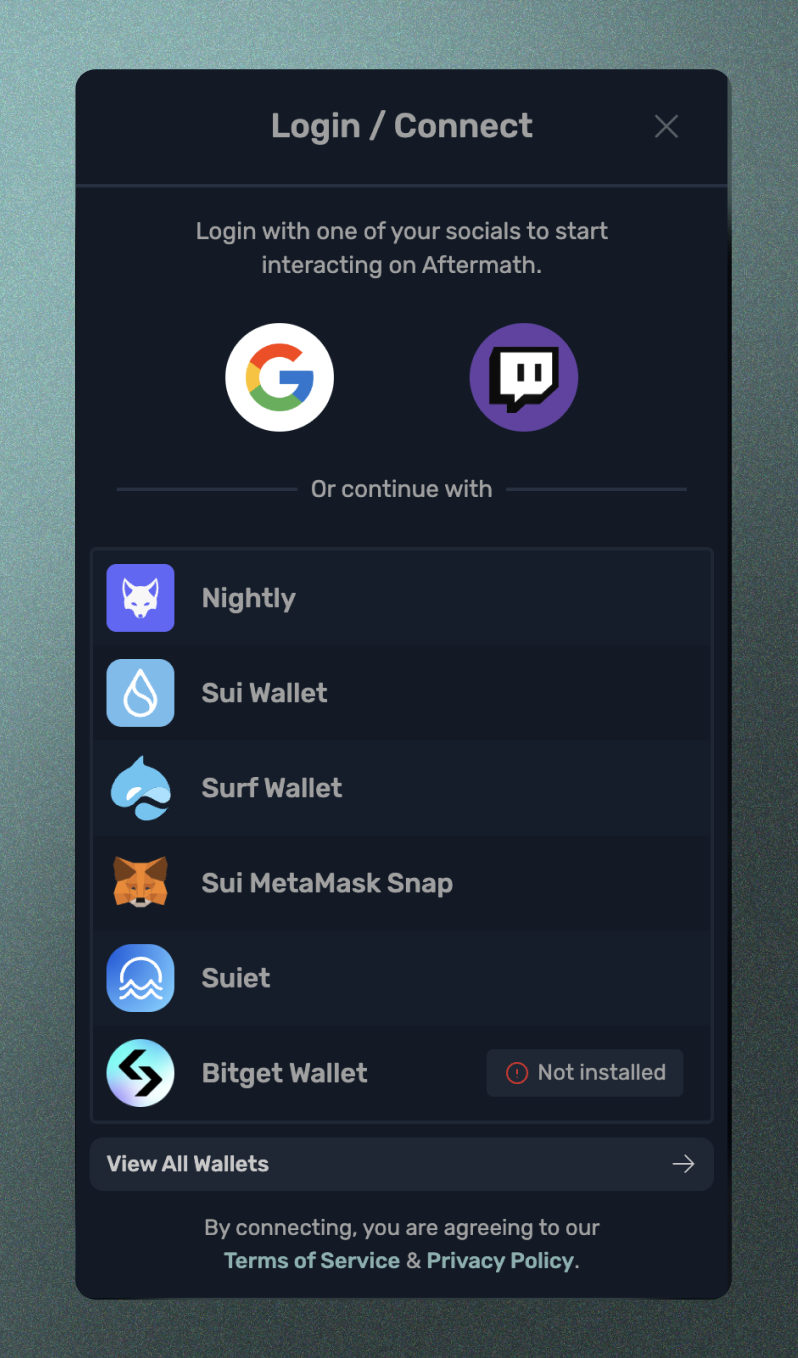 Login / Connect
Login with one of your socials to start
interacting on Aftermath.
Or continue with
Nightly
Sui Wallet
Surf Wallet
Sui MetaMask Snap
Suiet
Bitget Wallet
Not installed
View All Wallets
By connecting, you are agreeing to our
Terms of Service & Privacy Policy.